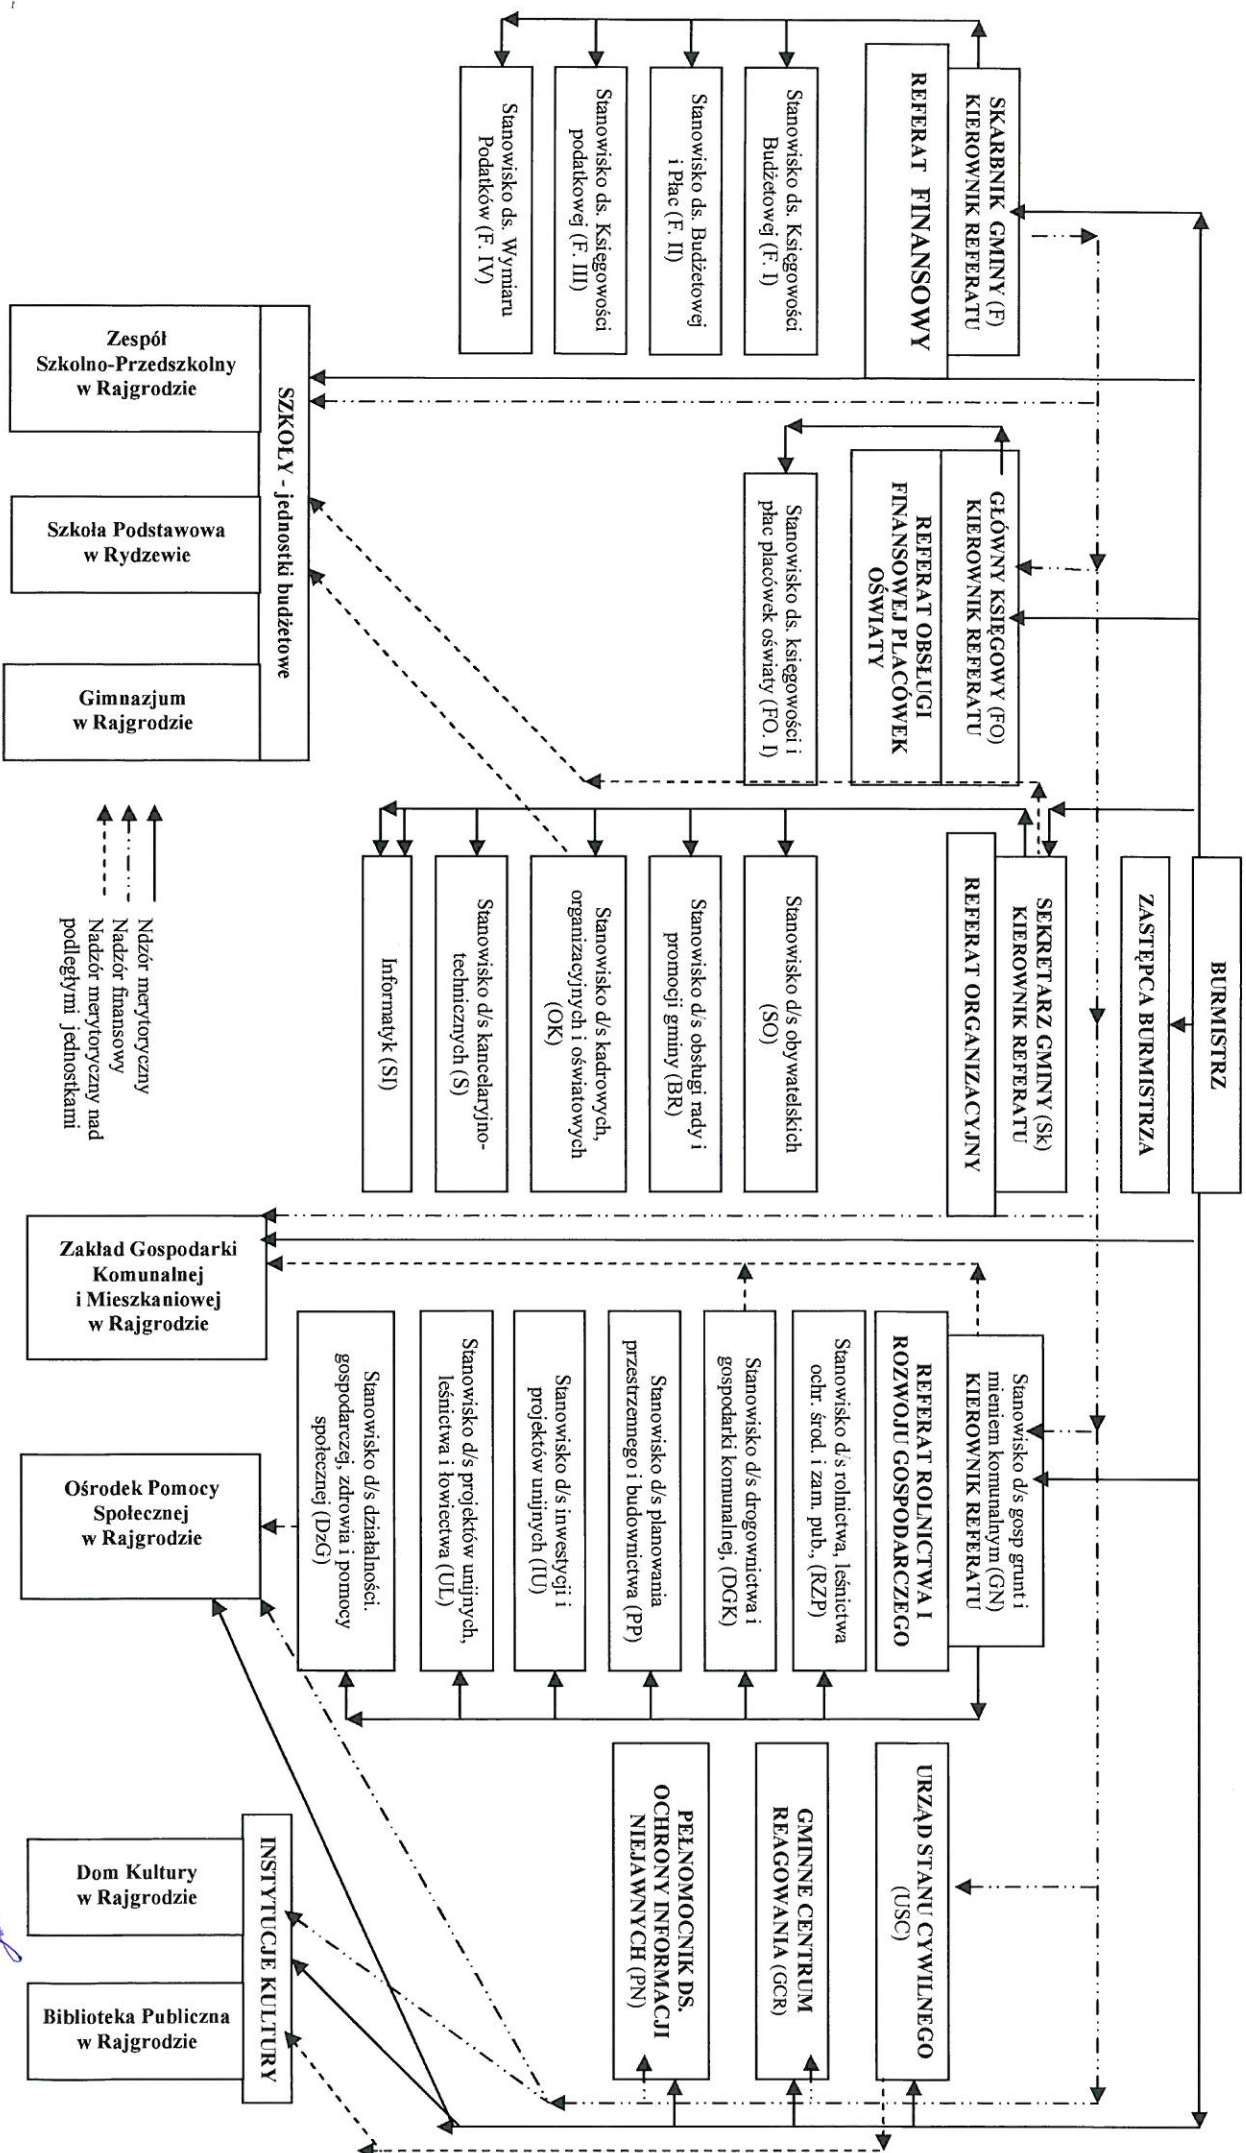 BURMISTRZ
ZASTĘPCA BURMISTRZA
SKARBNIK GMINY (F)
KIEROWNIK REFERATU
REFERAT FINANSOWY
Stanowisko ds. Księgowości
Budżetowej (F. I)
Stanowisko ds. Budżetowej
i Płac (F. II)
Stanowisko ds. Księgowości
podatkowej (F. III)
Stanowisko ds. Wymiaru
Podatków (F. IV)
GŁÓWNY KSIĘGOWY (FO)
KIEROWNIK REFERATU
REFERAT OBSŁUGI
FINANSOWEJ PLACÓWEK
OŚWIATY
Stanowisko ds. księgowości i
płac placówek oświaty (FO. I)
SEKRETARZ GMINY (Sk)
KIEROWNIK REFERATU
REFERAT ORGANIZACYJNY
Stanowisko d/s obywatelskich
(SO)
Stanowisko d/s obsługi rady i
promocji gminy (BR)
Stanowisko d/s kadrowych,
organizacyjnych i oświatowych
(OK)
Stanowisko d/s kancelaryjno-
technicznych (S)
Informatyk (SI)
Stanowisko d/s gosp grunt i
mieniem komunalnym (GN)
KIEROWNIK REFERATU
REFERAT ROLNICTWA I
ROZWOJU GOSPODARCZEGO
Stanowisko d/s rolnictwa, leśnictwa
ochr. środ. i zam. pub., (RZP)
Stanowisko d/s drogownictwa i
gospodarki komunalnej, (DGK)
Stanowisko d/s planowania
przestrzennego i budownictwa (PP)
Stanowisko d/s inwestycji i
projektów unijnych (IU)
Stanowisko d/s projektów unijnych,
leśnictwa i łowiectwa (UL)
Stanowisko d/s działalności.
gospodarczej, zdrowia i pomocy
społecznej (DzG)
URZĄD STANU CYWILNEGO
(USC)
GMINNE CENTRUM
REAGOWANIA (GCR)
PEŁNOMOCNIK DS.
OCHRONY INFORMACJI
NIEJAWNYCH (PN)
SZKOŁY - jednostki budżetowe
Zespół
Szkolno-Przedszkolny
w Rajgrodzie
Szkoła Podstawowa
w Rydzewie
Gimnazjum
w Rajgrodzie
Zakład Gospodarki
Komunalnej
i Mieszkaniowej
w Rajgrodzie
Ośrodek Pomocy
Społecznej
w Rajgrodzie
INSTYTUCJE KULTURY
Dom Kultury
w Rajgrodzie
Biblioteka Publiczna
w Rajgrodzie
Ndzór merytoryczny
Nadzór finansowy
Nadzór merytoryczny nad
podległymi jednostkami